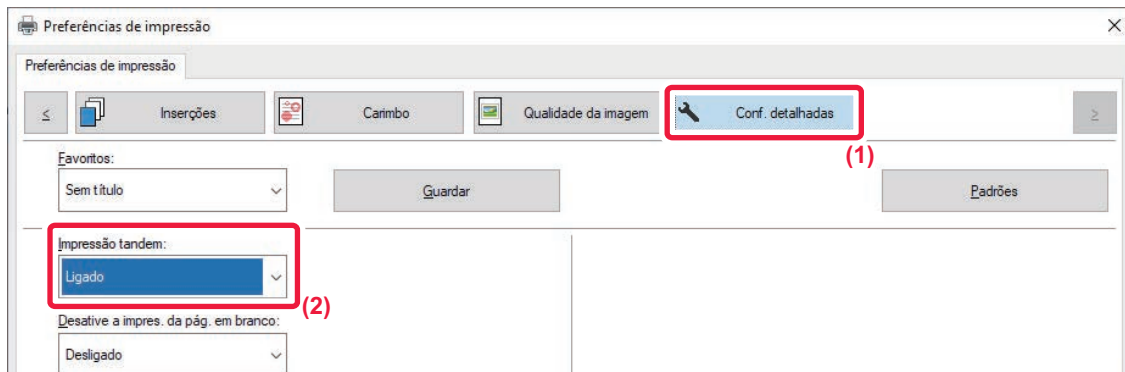 Preferências de impressão
Preferências de impressão
< Inserções Carimbo Qualidade da imagem Conf. detalhadas >
(1)
Favoritos:
Sem título Guardar Padrões
Impressão tandem:
Ligado
(2)
Desative a impres. da pág. em branco:
Desligado